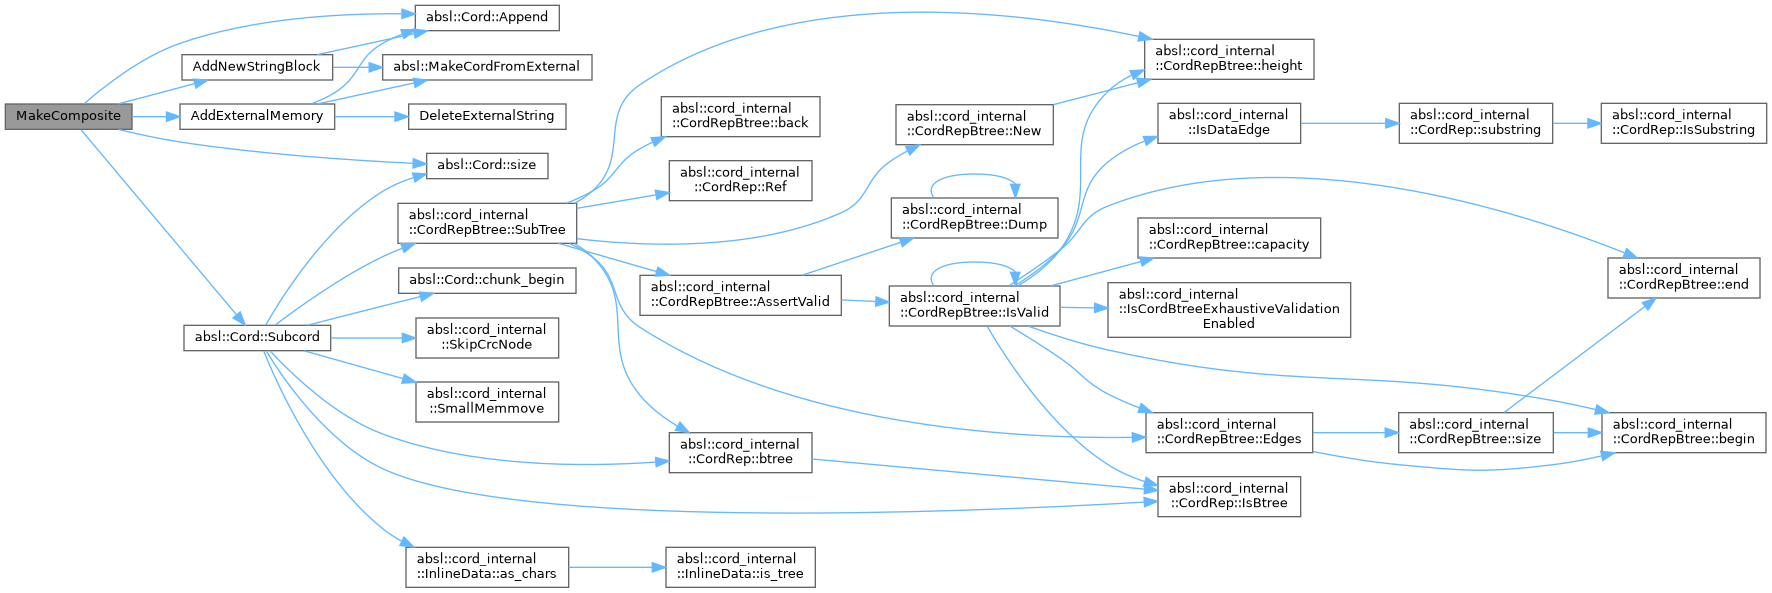 MakeComposite
absl::Cord::Append
AddNewStringBlock
absl::MakeCordFromExternal
AddExternalMemory
DeleteExternalString
absl::Cord::size
absl::Cord::Subcord
absl::cord_internal
::CordRepBtree::SubTree
absl::Cord::chunk_begin
absl::cord_internal
::SkipCrcNode
absl::cord_internal
::SmallMemmove
absl::cord_internal
::InlineData::as_chars
absl::cord_internal
::InlineData::is_tree
absl::cord_internal
::CordRepBtree::back
absl::cord_internal
::CordRep::Ref
absl::cord_internal
::CordRepBtree::AssertValid
absl::cord_internal
::CordRep::btree
absl::cord_internal
::CordRepBtree::New
absl::cord_internal
::CordRepBtree::Dump
absl::cord_internal
::CordRepBtree::IsValid
absl::cord_internal
::CordRepBtree::height
absl::cord_internal
::IsDataEdge
absl::cord_internal
::CordRepBtree::capacity
absl::cord_internal
::IsCordBtreeExhaustiveValidation
Enabled
absl::cord_internal
::CordRepBtree::Edges
absl::cord_internal
::CordRep::IsBtree
absl::cord_internal
::CordRep::substring
absl::cord_internal
::CordRep::IsSubstring
absl::cord_internal
::CordRepBtree::end
absl::cord_internal
::CordRepBtree::size
absl::cord_internal
::CordRepBtree::begin